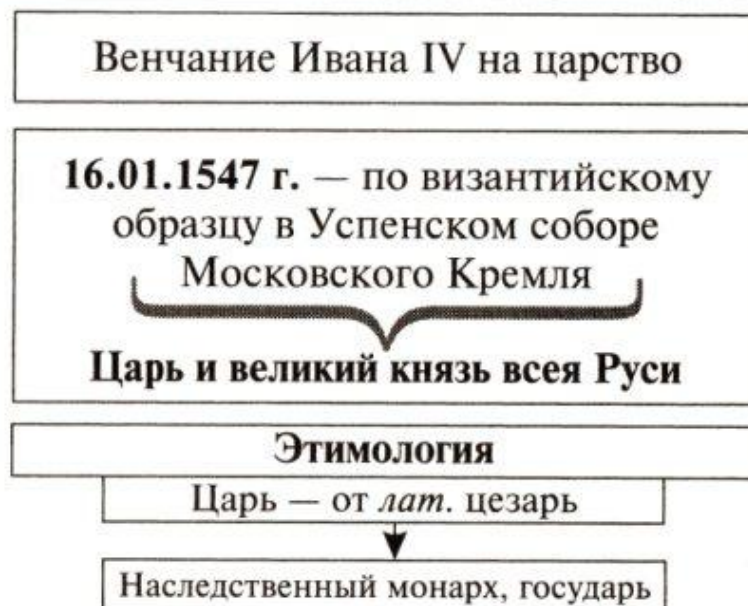 Венчание Ивана IV на царство
16.01.1547 г. — по византийскому
образцу в Успенском соборе
Московского Кремля
Царь и великий князь всея Руси
Этимология
Царь — от лат. цезарь
Наследственный монарх, государь